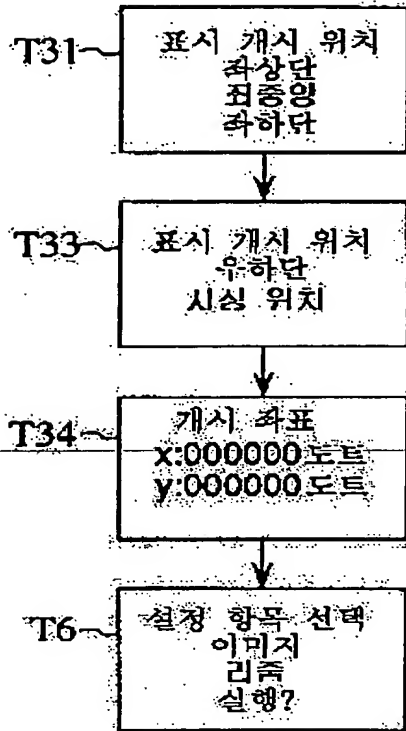 T31
표시 개시 위치
좌상단
좌중앙
좌하단
T33
표시 개시 위치
우하단
시심 위치
T34
개시 좌표
x:000000도트
y:000000도트
T6
설정 항목 선택
이미지
리줌
실행?